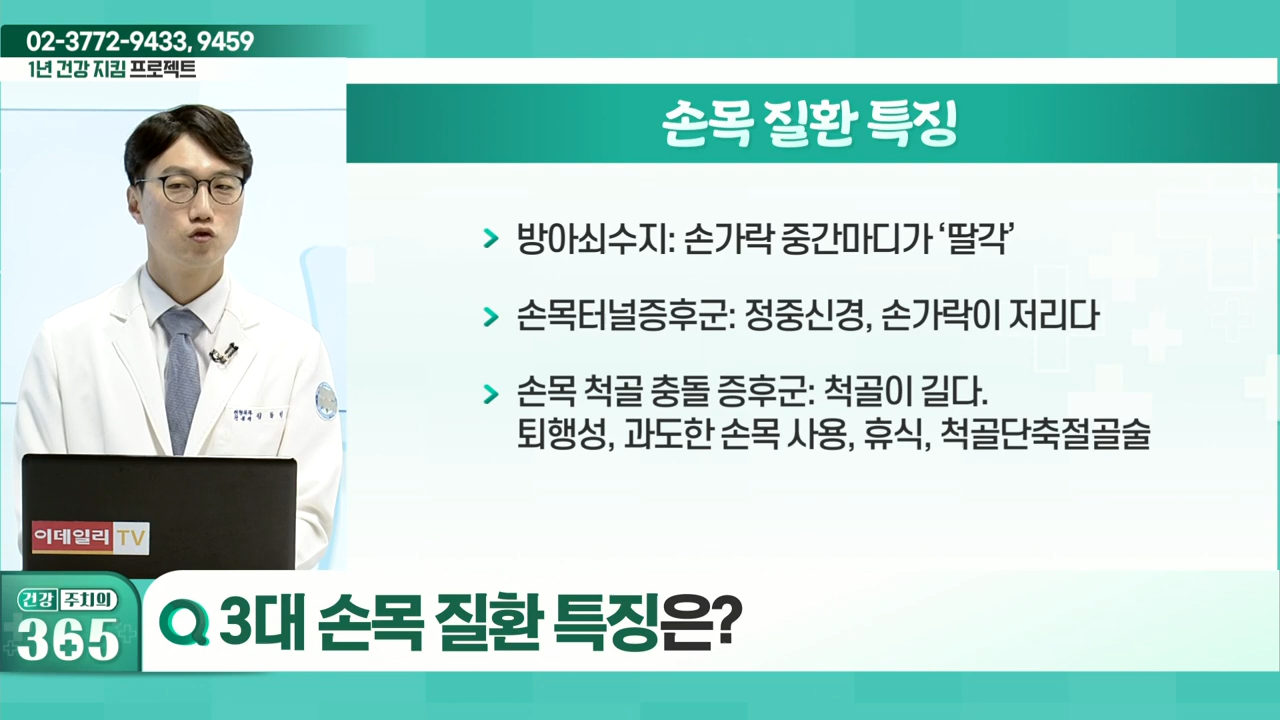 02-3772-9433, 9459
1년 건강 지킴 프로젝트
손목 질환 특징
방아쇠수지: 손가락 중간마디가 ‘딸각’
손목터널증후군: 정중신경, 손가락이 저리다
손목 척골 충돌 증후군: 척골이 길다.
퇴행성, 과도한 손목 사용, 휴식, 척골단축절골술
이데일리 TV
건강 주치의
365
Q 3대 손목 질환 특징은?